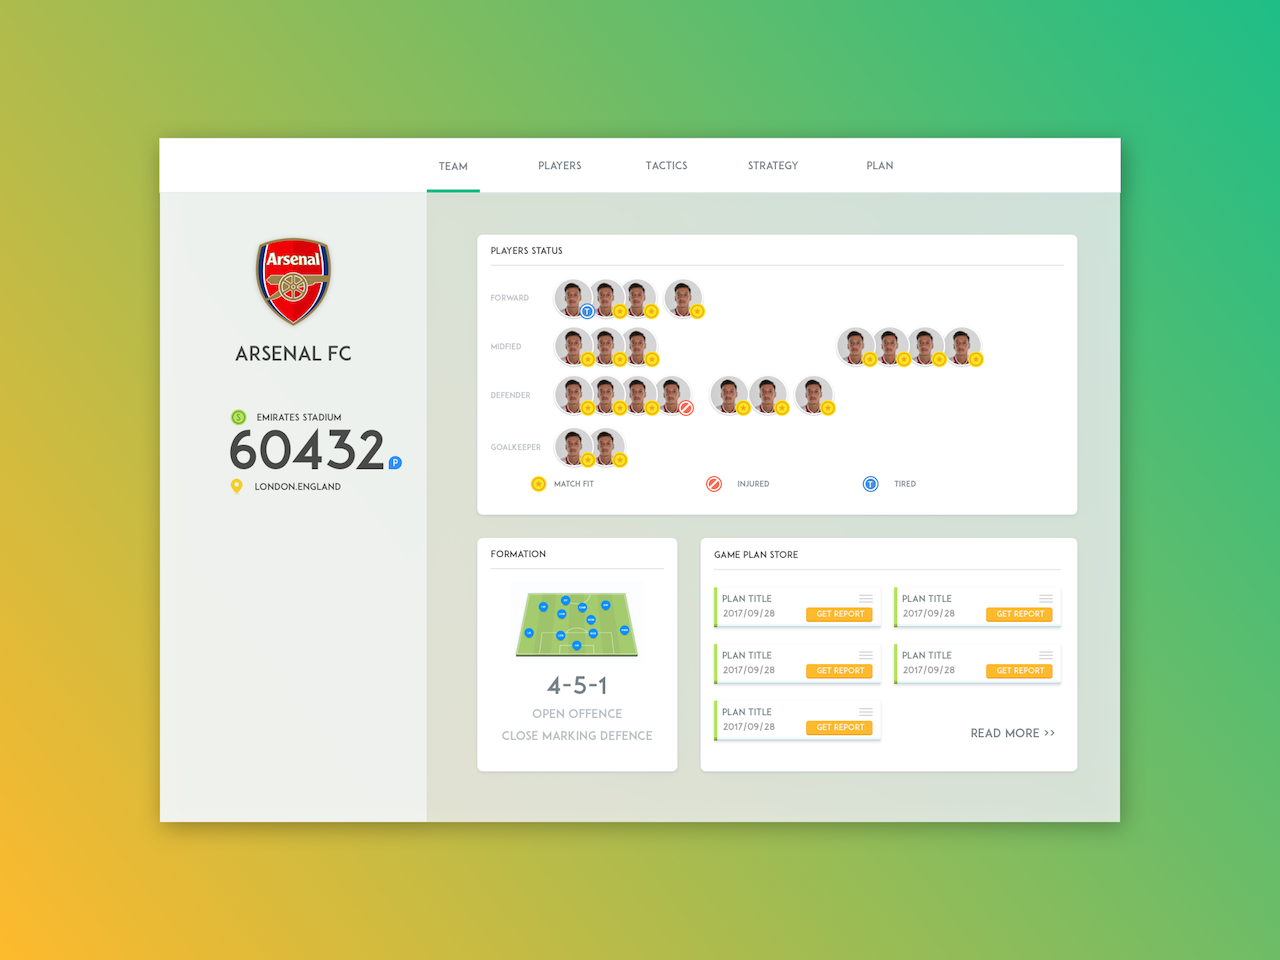 TEAM
PLAYERS
TACTICS
STRATEGY
PLAN
Arsenal
ARSENAL FC
S
EMIRATES STADIUM
60432
P
LONDON.ENGLAND
PLAYERS STATUS
FORWARD
T
MIDFIED
DEFENDER
GOALKEEPER
MATCH FIT
INJURED
T
TIRED
FORMATION
4-5-1
OPEN OFFENCE
CLOSE MARKING DEFENCE
GAME PLAN STORE
PLAN TITLE
2017/09/28
GET REPORT
PLAN TITLE
2017/09/28
GET REPORT
PLAN TITLE
2017/09/28
GET REPORT
PLAN TITLE
2017/09/28
GET REPORT
PLAN TITLE
2017/09/28
GET REPORT
READ MORE >>